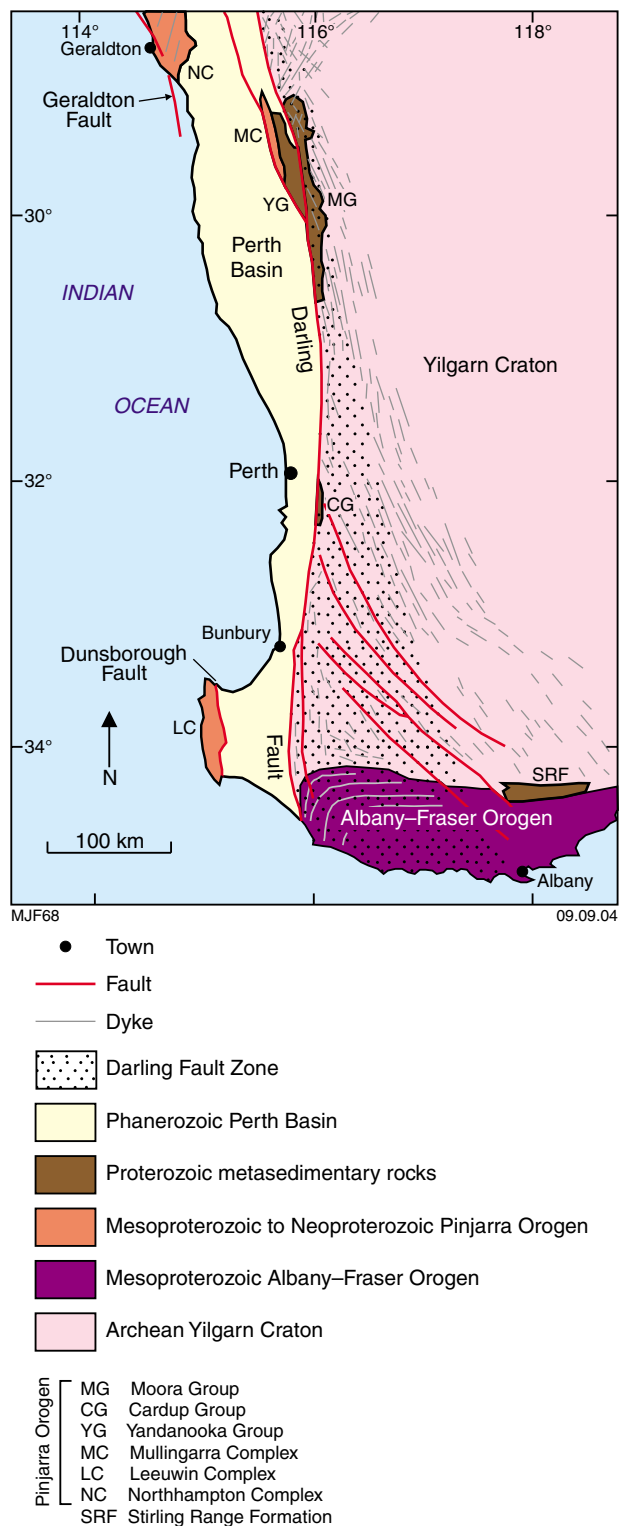 114°
116°
118°
Geraldton
NC
Geraldton
Fault
MC
YG
MG
30°
Perth
Basin
INDIAN
Darling
Yilgarn Craton
OCEAN
Perth
32°
CG
Bunbury
Dunsborough
Fault
LC
Fault
34°
N
SRF
Albany–Fraser Orogen
100 km
Albany
MJF68
09.09.04
Town
Fault
Dyke
Darling Fault Zone
Phanerozoic Perth Basin
Proterozoic metasedimentary rocks
Mesoproterozoic to Neoproterozoic Pinjarra Orogen
Mesoproterozoic Albany–Fraser Orogen
Archean Yilgarn Craton
Pinjarra Orogen
MG Moora Group
CG Cardup Group
YG Yandanooka Group
MC Mullingarra Complex
LC Leeuwin Complex
NC Northhampton Complex
SRF Stirling Range Formation